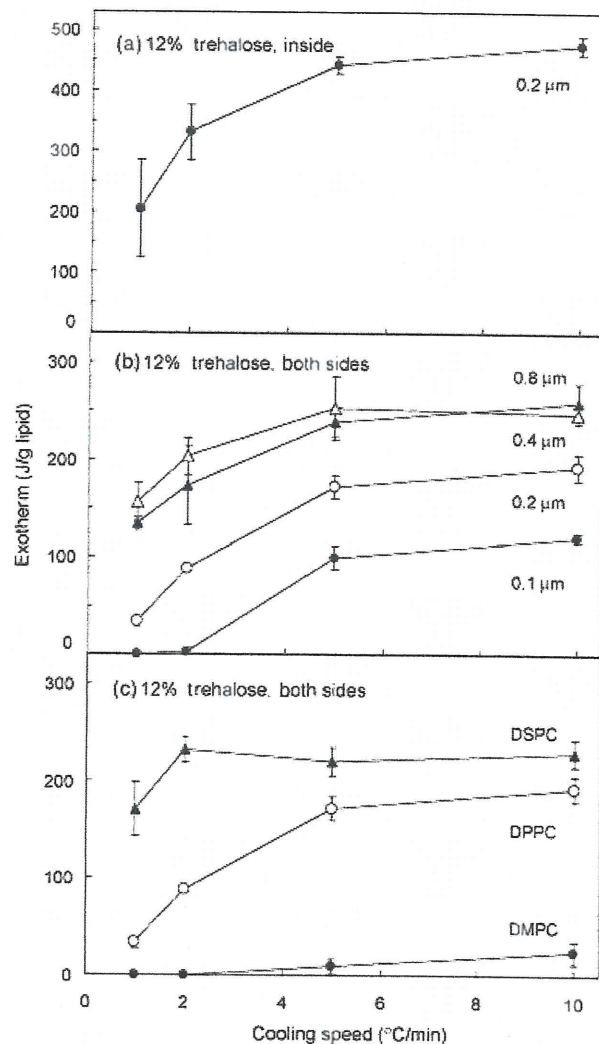 500
(a) 12% trehalose, inside
400
0.2 µm
300
200
100
0
300
(b) 12% trehalose, both sides
0.8 µm
0.4 µm
200
0.2 µm
100
0.1 µm
0
Exotherm (J/g lipid)
(c) 12% trehalose. both sides
300
DSPC
200
DPPC
100
DMPC
0
0 2 4 6 8 10
Cooling speed (°C/min)